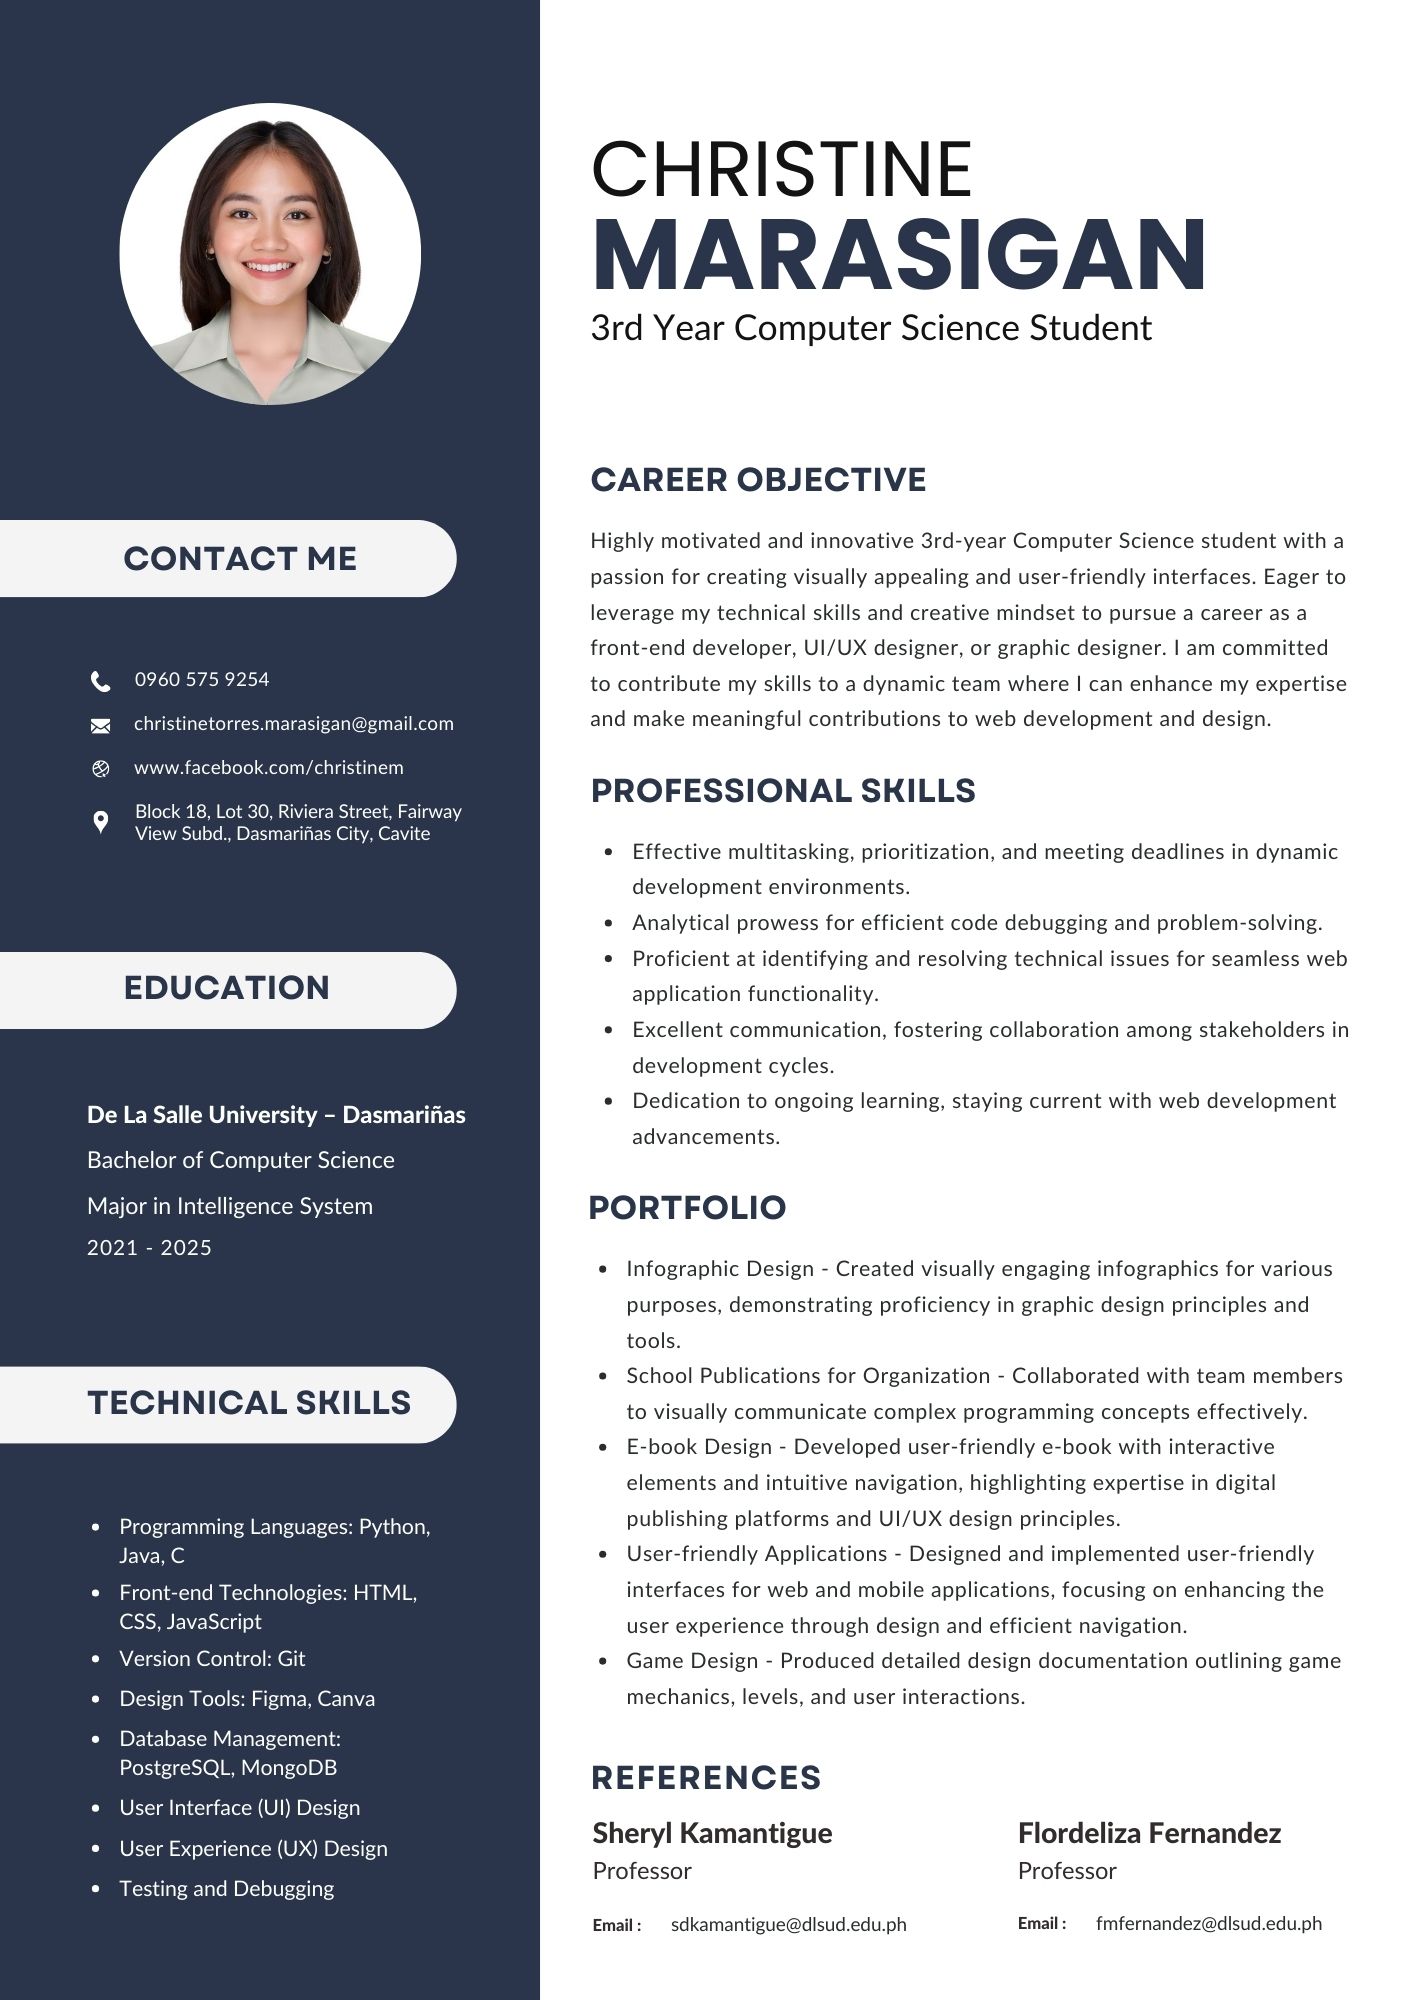 CHRISTINE
MARASIGAN
3rd Year Computer Science Student
CONTACT ME
0960 575 9254
christinetorres.marasigan@gmail.com
www.facebook.com/christinem
Block 18, Lot 30, Riviera Street, Fairway
View Subd., Dasmariñas City, Cavite
EDUCATION
De La Salle University – Dasmariñas
Bachelor of Computer Science
Major in Intelligence System
2021 - 2025
TECHNICAL SKILLS
• Programming Languages: Python,
Java, C
• Front-end Technologies: HTML,
CSS, JavaScript
• Version Control: Git
• Design Tools: Figma, Canva
• Database Management:
PostgreSQL, MongoDB
• User Interface (UI) Design
• User Experience (UX) Design
• Testing and Debugging
CAREER OBJECTIVE
Highly motivated and innovative 3rd-year Computer Science student with a
passion for creating visually appealing and user-friendly interfaces. Eager to
leverage my technical skills and creative mindset to pursue a career as a
front-end developer, UI/UX designer, or graphic designer. I am committed
to contribute my skills to a dynamic team where I can enhance my expertise
and make meaningful contributions to web development and design.
PROFESSIONAL SKILLS
• Effective multitasking, prioritization, and meeting deadlines in dynamic
development environments.
• Analytical prowess for efficient code debugging and problem-solving.
• Proficient at identifying and resolving technical issues for seamless web
application functionality.
• Excellent communication, fostering collaboration among stakeholders in
development cycles.
• Dedication to ongoing learning, staying current with web development
advancements.
PORTFOLIO
• Infographic Design - Created visually engaging infographics for various
purposes, demonstrating proficiency in graphic design principles and
tools.
• School Publications for Organization - Collaborated with team members
to visually communicate complex programming concepts effectively.
• E-book Design - Developed user-friendly e-book with interactive
elements and intuitive navigation, highlighting expertise in digital
publishing platforms and UI/UX design principles.
• User-friendly Applications - Designed and implemented user-friendly
interfaces for web and mobile applications, focusing on enhancing the
user experience through design and efficient navigation.
• Game Design - Produced detailed design documentation outlining game
mechanics, levels, and user interactions.
REFERENCES
Sheryl Kamantigue
Professor
Email : sdkamantigue@dlsud.edu.ph
Flordeliza Fernandez
Professor
Email : fmfernandez@dlsud.edu.ph